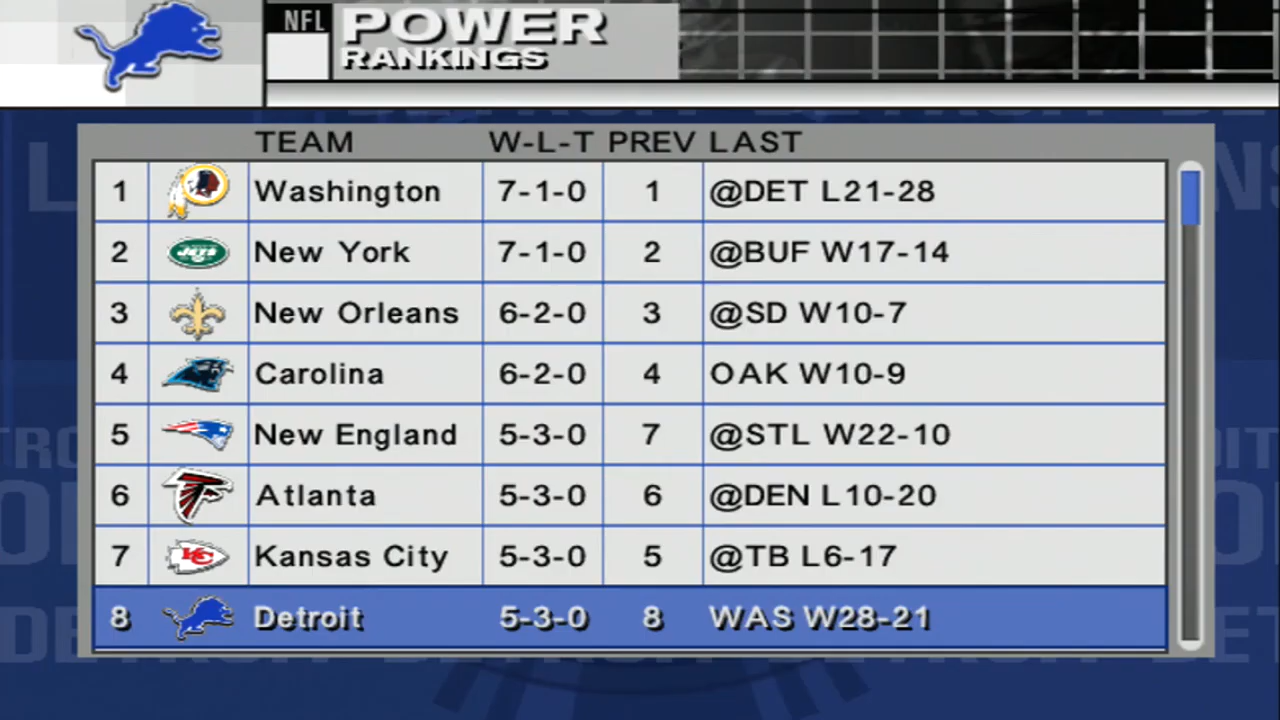 NFL POWER
RANKINGS
TEAM W-L-T PREV LAST
1 Washington 7-1-0 1 @DET L21-28
2 JETS New York 7-1-0 2 @BUF W17-14
3 New Orleans 6-2-0 3 @SD W10-7
4 Carolina 6-2-0 4 OAK W10-9
5 New England 5-3-0 7 @STL W22-10
6 Atlanta 5-3-0 6 @DEN L10-20
7 KC Kansas City 5-3-0 5 @TB L6-17
8 Detroit 5-3-0 8 WAS W28-21